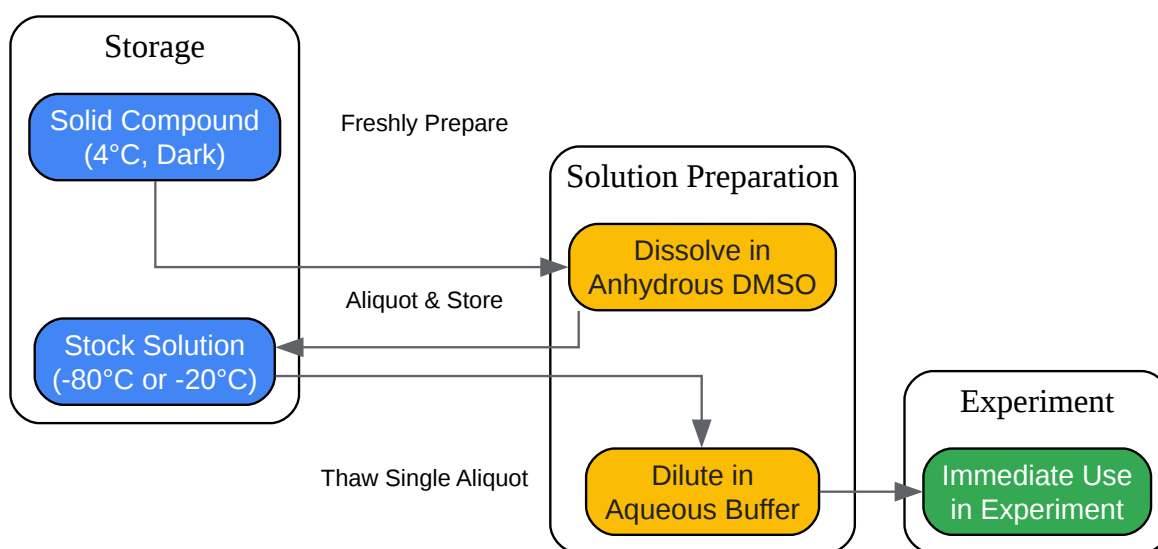 Storage
Solid Compound
(4°C, Dark)
Freshly Prepare
Solution Preparation
Dissolve in
Anhydrous DMSO
Aliquot & Store
Stock Solution
(-80°C or -20°C)
Thaw Single Aliquot
Dilute in
Aqueous Buffer
Experiment
Immediate Use
in Experiment